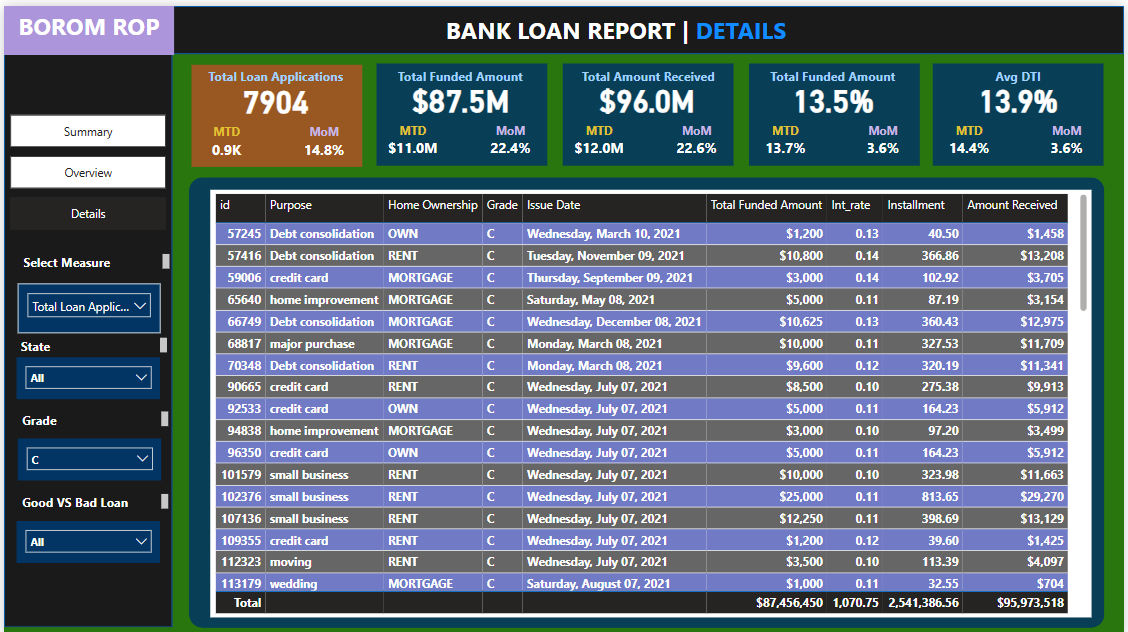 BOROM ROP
BANK LOAN REPORT | DETAILS
Total Loan Applications
7904
MTD MoM
0.9K 14.8%
Total Funded Amount
$87.5M
MTD MoM
$11.0M 22.4%
Total Amount Received
$96.0M
MTD MoM
$12.0M 22.6%
Total Funded Amount
13.5%
MTD MoM
13.7% 3.6%
Avg DTI
13.9%
MTD MoM
14.4% 3.6%
Summary
Overview
Details
Select Measure
Total Loan Applic...
State
All
Grade
C
Good VS Bad Loan
All
id Purpose Home Ownership Grade Issue Date Total Funded Amount Int_rate Installment Amount Received
57245 Debt consolidation OWN C Wednesday, March 10, 2021 $1,200 0.13 40.50 $1,458
57416 Debt consolidation RENT C Tuesday, November 09, 2021 $10,800 0.14 366.86 $13,208
59006 credit card MORTGAGE C Thursday, September 09, 2021 $3,000 0.14 102.92 $3,705
65640 home improvement MORTGAGE C Saturday, May 08, 2021 $5,000 0.11 87.19 $3,154
66749 Debt consolidation MORTGAGE C Wednesday, December 08, 2021 $10,625 0.13 360.43 $12,975
68817 major purchase MORTGAGE C Monday, March 08, 2021 $10,000 0.11 327.53 $11,709
70348 Debt consolidation RENT C Monday, March 08, 2021 $9,600 0.12 320.19 $11,341
90665 credit card RENT C Wednesday, July 07, 2021 $8,500 0.10 275.38 $9,913
92533 credit card OWN C Wednesday, July 07, 2021 $5,000 0.11 164.23 $5,912
94838 home improvement MORTGAGE C Wednesday, July 07, 2021 $3,000 0.10 97.20 $3,499
96350 credit card OWN C Wednesday, July 07, 2021 $5,000 0.11 164.23 $5,912
101579 small business RENT C Wednesday, July 07, 2021 $10,000 0.10 323.98 $11,663
102376 small business RENT C Wednesday, July 07, 2021 $25,000 0.11 813.65 $29,270
107136 small business RENT C Wednesday, July 07, 2021 $12,250 0.11 398.69 $13,129
109355 credit card RENT C Wednesday, July 07, 2021 $1,200 0.12 39.60 $1,425
112323 moving RENT C Wednesday, July 07, 2021 $3,500 0.10 113.39 $4,097
113179 wedding MORTGAGE C Saturday, August 07, 2021 $1,000 0.11 32.55 $704
Total $87,456,450 1,070.75 2,541,386.56 $95,973,518